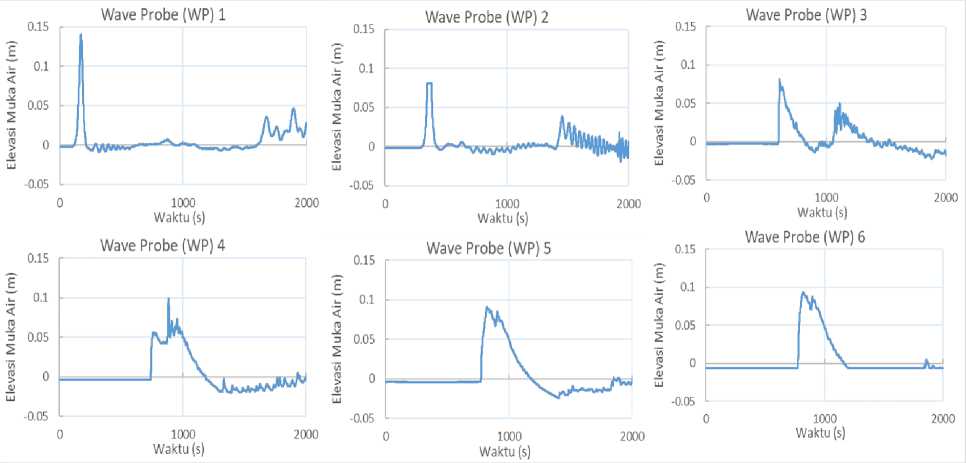 Wave Probe (WP) 1
Elevasi Muka Air (m)
0.15
0.1
0.05
0
-0.05
0
1000
2000
Waktu (s)
Wave Probe (WP) 2
Elevasi Muka Air (m)
0.15
0.1
0.05
0
-0.05
0
1000
2000
Waktu (s)
Wave Probe (WP) 3
Elevasi Muka Air (m)
0.15
0.1
0.05
0
-0.05
0
1000
2000
Waktu (s)
Wave Probe (WP) 4
Elevasi Muka Air (m)
0.15
0.1
0.05
0
-0.05
0
1000
2000
Waktu (s)
Wave Probe (WP) 5
Elevasi Muka Air (m)
0.15
0.1
0.05
0
-0.05
0
1000
2000
Waktu (s)
Wave Probe (WP) 6
Elevasi Muka Air (m)
0.15
0.1
0.05
0
-0.05
0
1000
2000
Waktu (s)